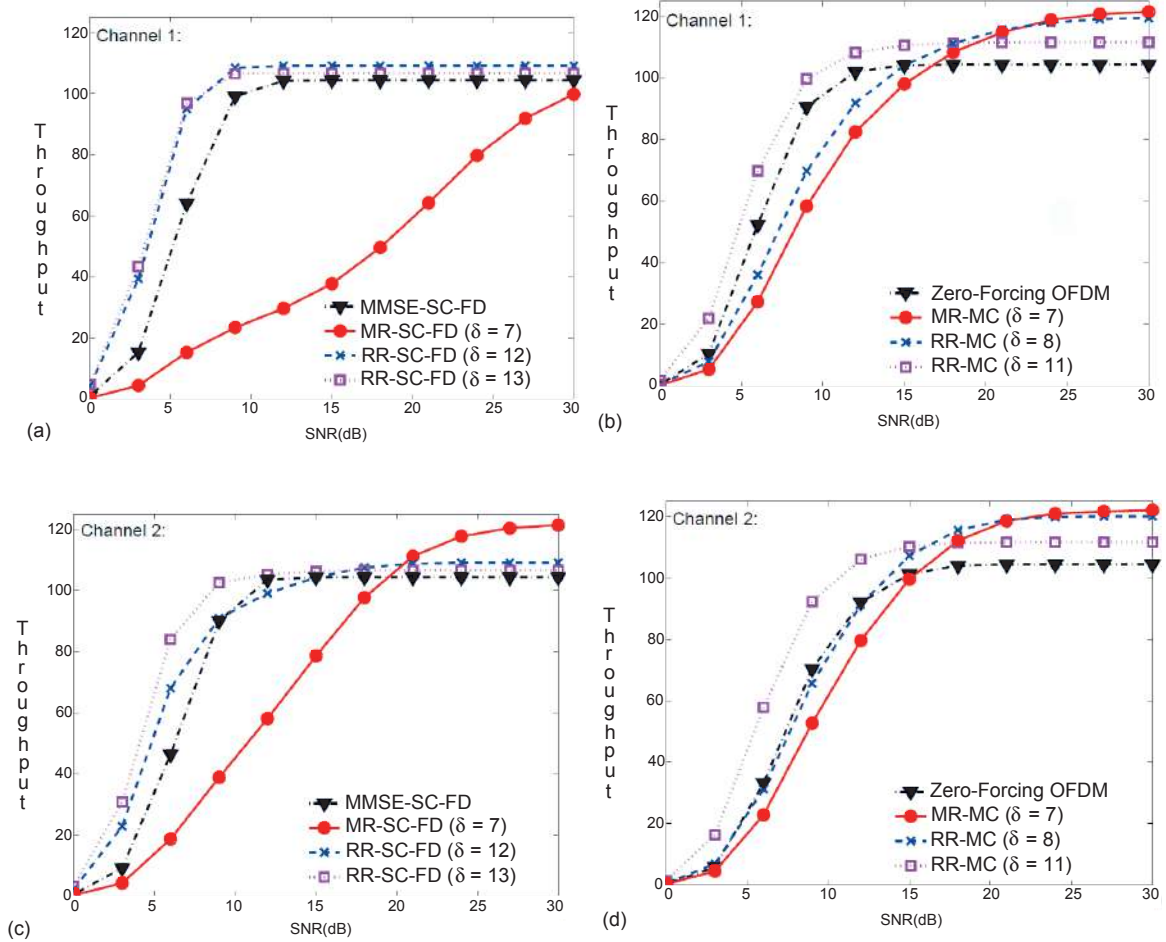 Channel 1:
120
100
80
60
40
20
0
Throughput
MMSE-SC-FD
MR-SC-FD (δ = 7)
RR-SC-FD (δ = 12)
RR-SC-FD (δ = 13)
0 5 10 15 20 25 30
SNR(dB)
(a)
Channel 1:
120
100
80
60
40
20
0
Throughput
Zero-Forcing OFDM
MR-MC (δ = 7)
RR-MC (δ = 8)
RR-MC (δ = 11)
0 5 10 15 20 25 30
SNR(dB)
(b)
Channel 2:
120
100
80
60
40
20
0
Throughput
MMSE-SC-FD
MR-SC-FD (δ = 7)
RR-SC-FD (δ = 12)
RR-SC-FD (δ = 13)
0 5 10 15 20 25 30
SNR(dB)
(c)
Channel 2:
120
100
80
60
40
20
0
Throughput
Zero-Forcing OFDM
MR-MC (δ = 7)
RR-MC (δ = 8)
RR-MC (δ = 11)
0 5 10 15 20 25 30
SNR(dB)
(d)